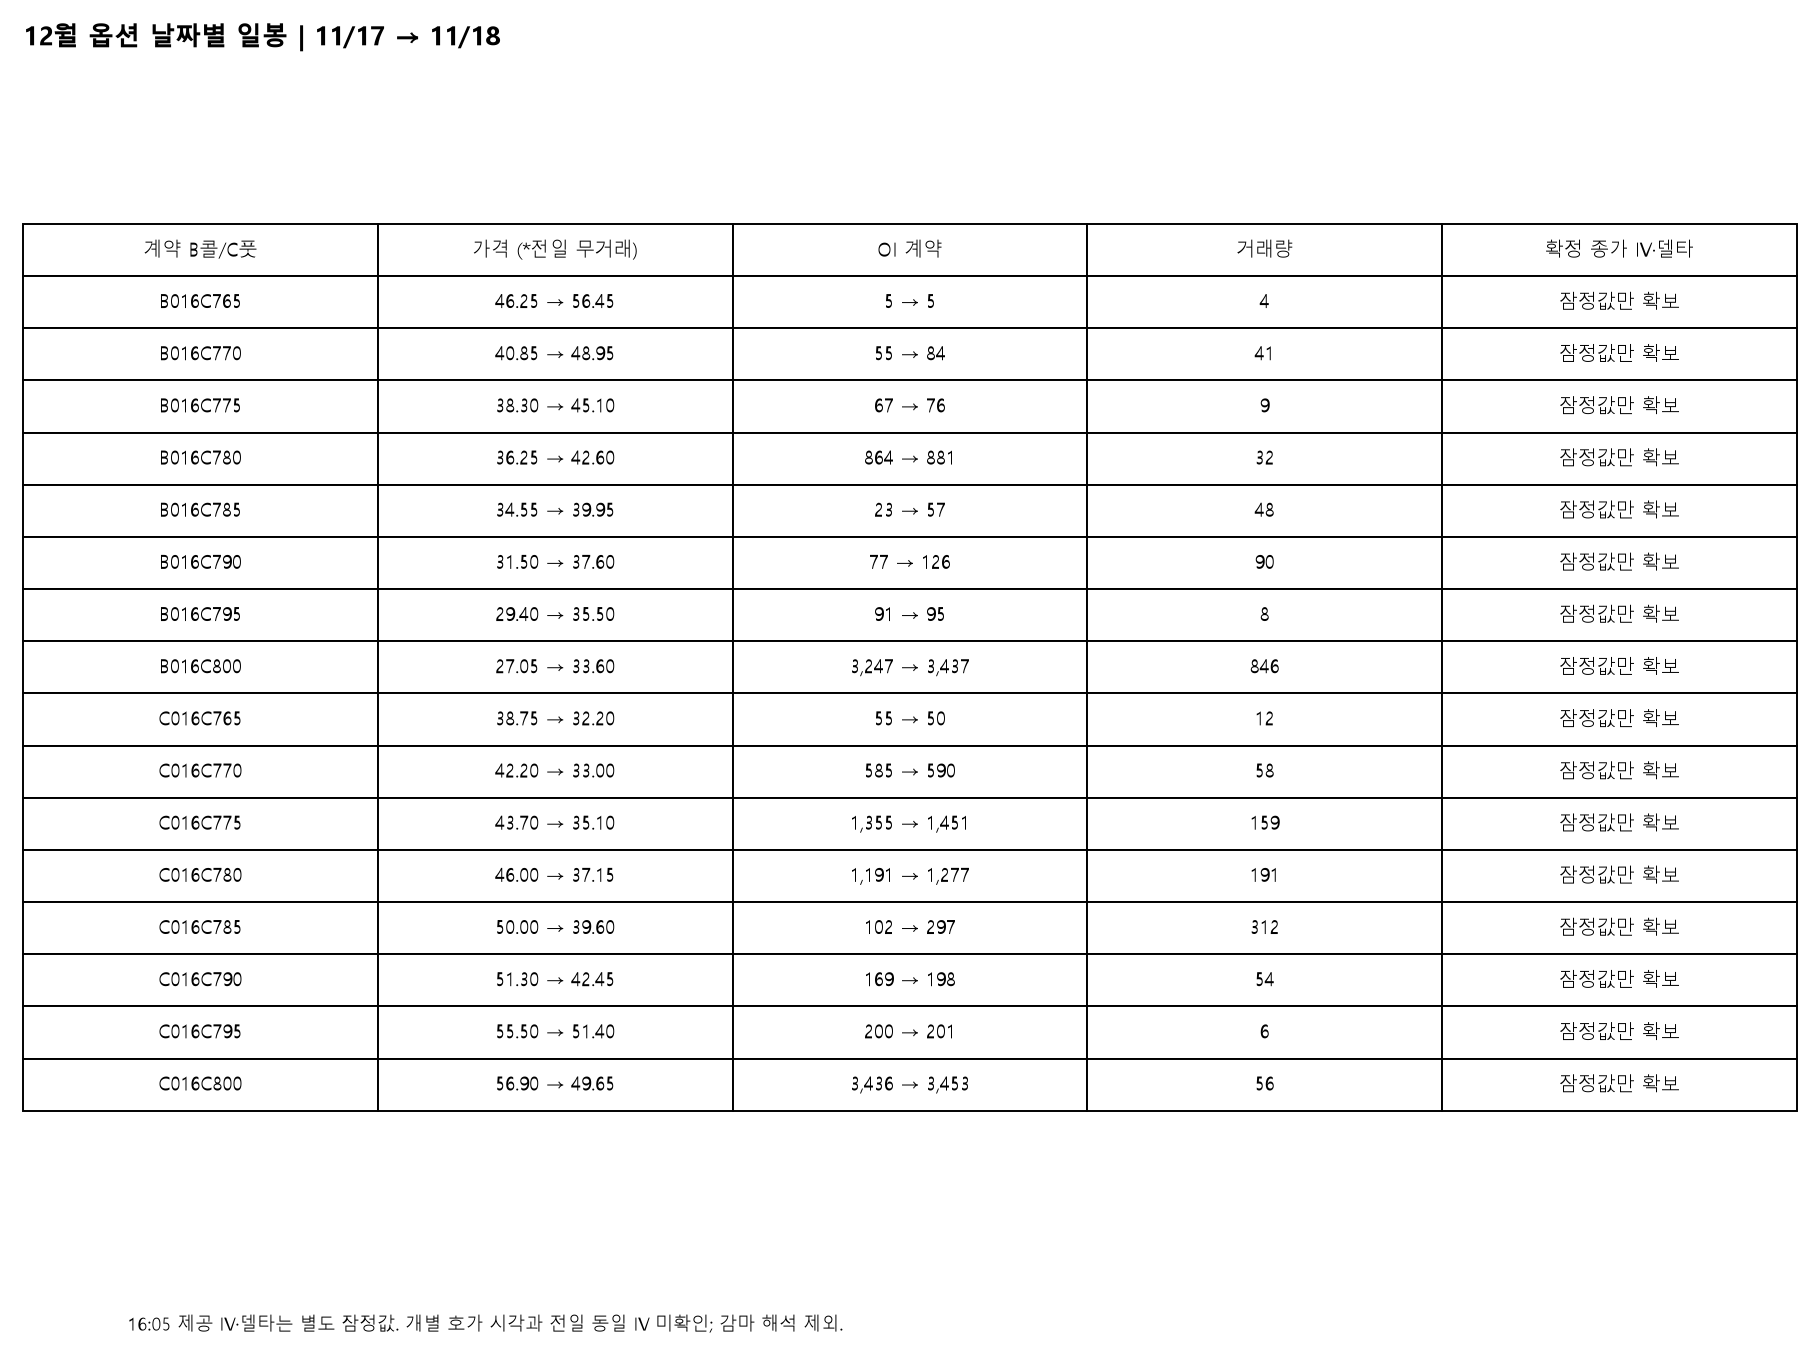 12월 옵션 날짜별 일봉 | 11/17 → 11/18
계약 B콜/C풋 가격 (*전일 무거래) OI 계약 거래량 확정 종가 IV·델타
B016C765 46.25 → 56.45 5 → 5 4 잠정값만 확보
B016C770 40.85 → 48.95 55 → 84 41 잠정값만 확보
B016C775 38.30 → 45.10 67 → 76 9 잠정값만 확보
B016C780 36.25 → 42.60 864 → 881 32 잠정값만 확보
B016C785 34.55 → 39.95 23 → 57 48 잠정값만 확보
B016C790 31.50 → 37.60 77 → 126 90 잠정값만 확보
B016C795 29.40 → 35.50 91 → 95 8 잠정값만 확보
B016C800 27.05 → 33.60 3,247 → 3,437 846 잠정값만 확보
C016C765 38.75 → 32.20 55 → 50 12 잠정값만 확보
C016C770 42.20 → 33.00 585 → 590 58 잠정값만 확보
C016C775 43.70 → 35.10 1,355 → 1,451 159 잠정값만 확보
C016C780 46.00 → 37.15 1,191 → 1,277 191 잠정값만 확보
C016C785 50.00 → 39.60 102 → 297 312 잠정값만 확보
C016C790 51.30 → 42.45 169 → 198 54 잠정값만 확보
C016C795 55.50 → 51.40 200 → 201 6 잠정값만 확보
C016C800 56.90 → 49.65 3,436 → 3,453 56 잠정값만 확보
16:05 제공 IV·델타는 별도 잠정값. 개별 호가 시각과 전일 동일 IV 미확인; 감마 해석 제외.